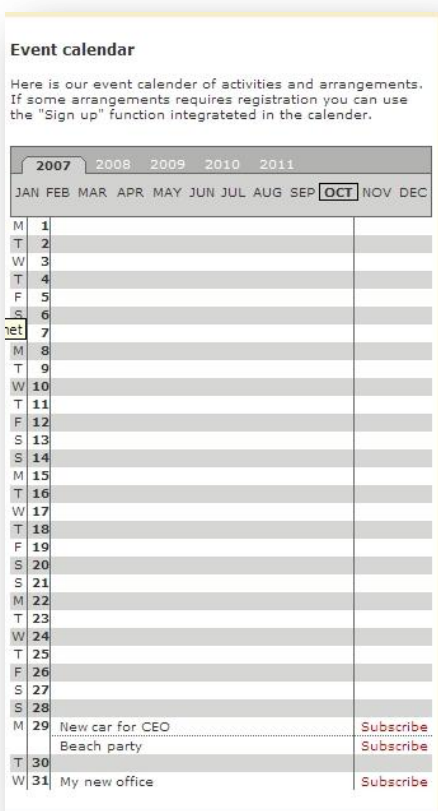 Event calendar
Here is our event calender of activities and arrangements.
If some arrangements requires registration you can use
the "Sign up" function integrateted in the calender.
2007 2008 2009 2010 2011
JAN FEB MAR APR MAY JUN JUL AUG SEP OCT NOV DEC
M 1
T 2
W 3
T 4
F 5
S 6
net 7
M 8
T 9
W 10
T 11
F 12
S 13
S 14
M 15
T 16
W 17
T 18
F 19
S 20
S 21
M 22
T 23
W 24
T 25
F 26
S 27
S 28
M 29 New car for CEO Subscribe
Beach party Subscribe
T 30
W 31 My new office Subscribe